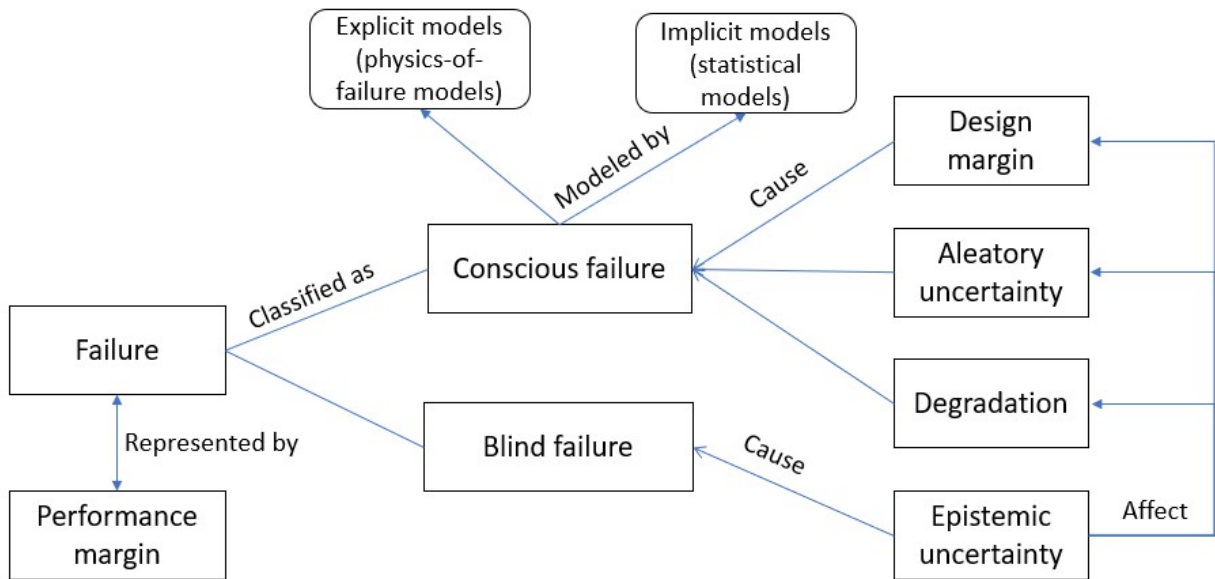 Explicit models
(physics-of-
failure models)
Implicit models
(statistical
models)
Modeled by
Design
margin
Cause
Conscious failure
Aleatory
uncertainty
Classified as
Failure
Degradation
Represented by
Blind failure
Cause
Performance
margin
Epistemic
uncertainty
Affect